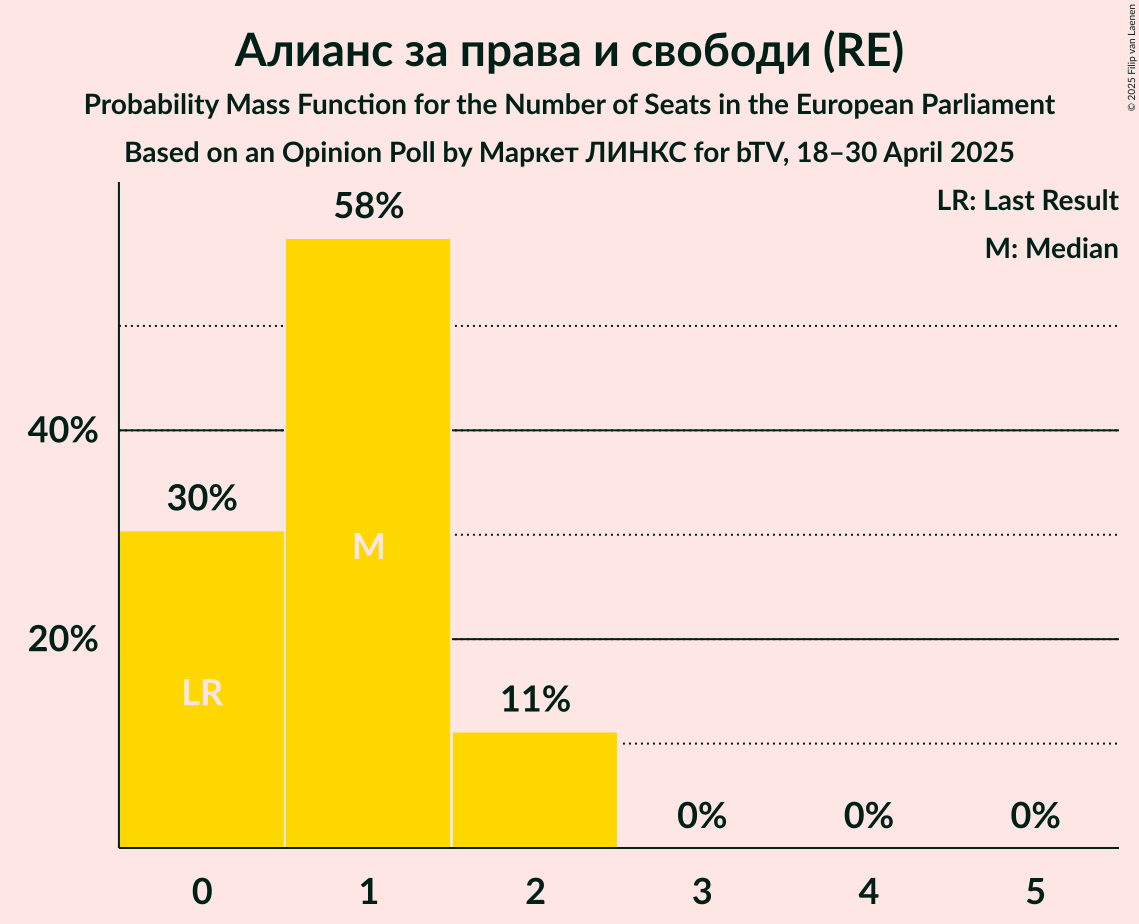 Алианс за права и свободи (RE)
Probability Mass Function for the Number of Seats in the European Parliament
Based on an Opinion Poll by Маркет ЛИНКС for bTV, 18–30 April 2025
© 2025 Filip van Laenen
LR: Last Result
M: Median
58%
40%
30%
M
20%
LR
11%
0% 0% 0%
0 1 2 3 4 5